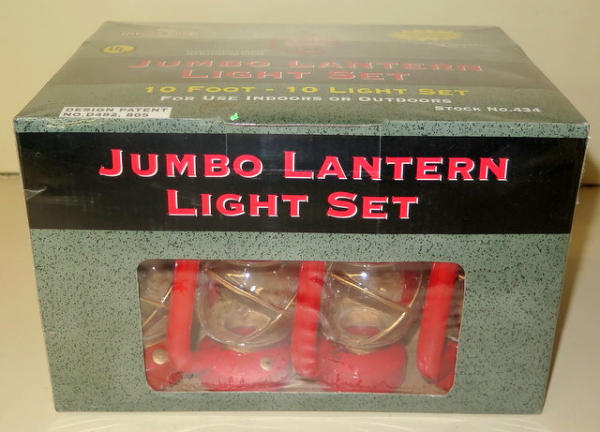 JUMBO LANTERN
LIGHT SET
10 FOOT - 10 LIGHT SET
FOR USE INDOORS OR OUTDOORS
STOCK NO.434
DESIGN PATENT
NO.D482, 805
JUMBO LANTERN
LIGHT SET